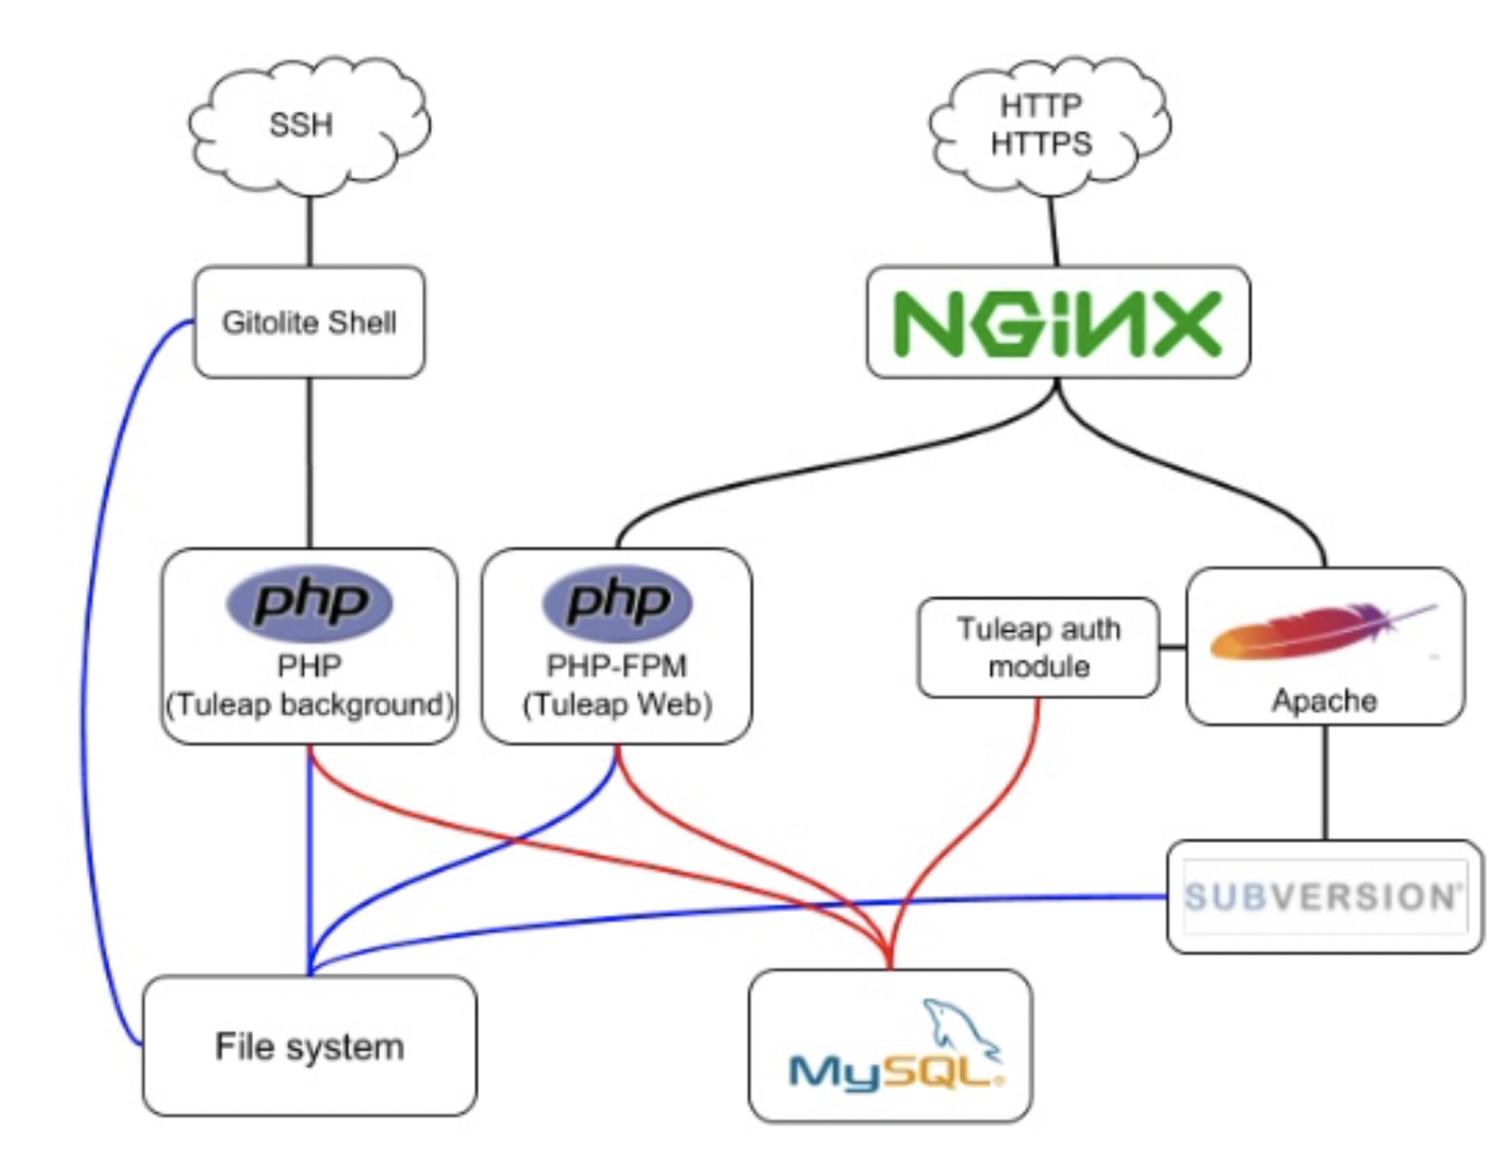 SSH
HTTP
HTTPS
Gitolite Shell
NGiNX
php
PHP
(Tuleap background)
php
PHP-FPM
(Tuleap Web)
Tuleap auth
module
Apache
SUBVERSION®
File system
MySQL®